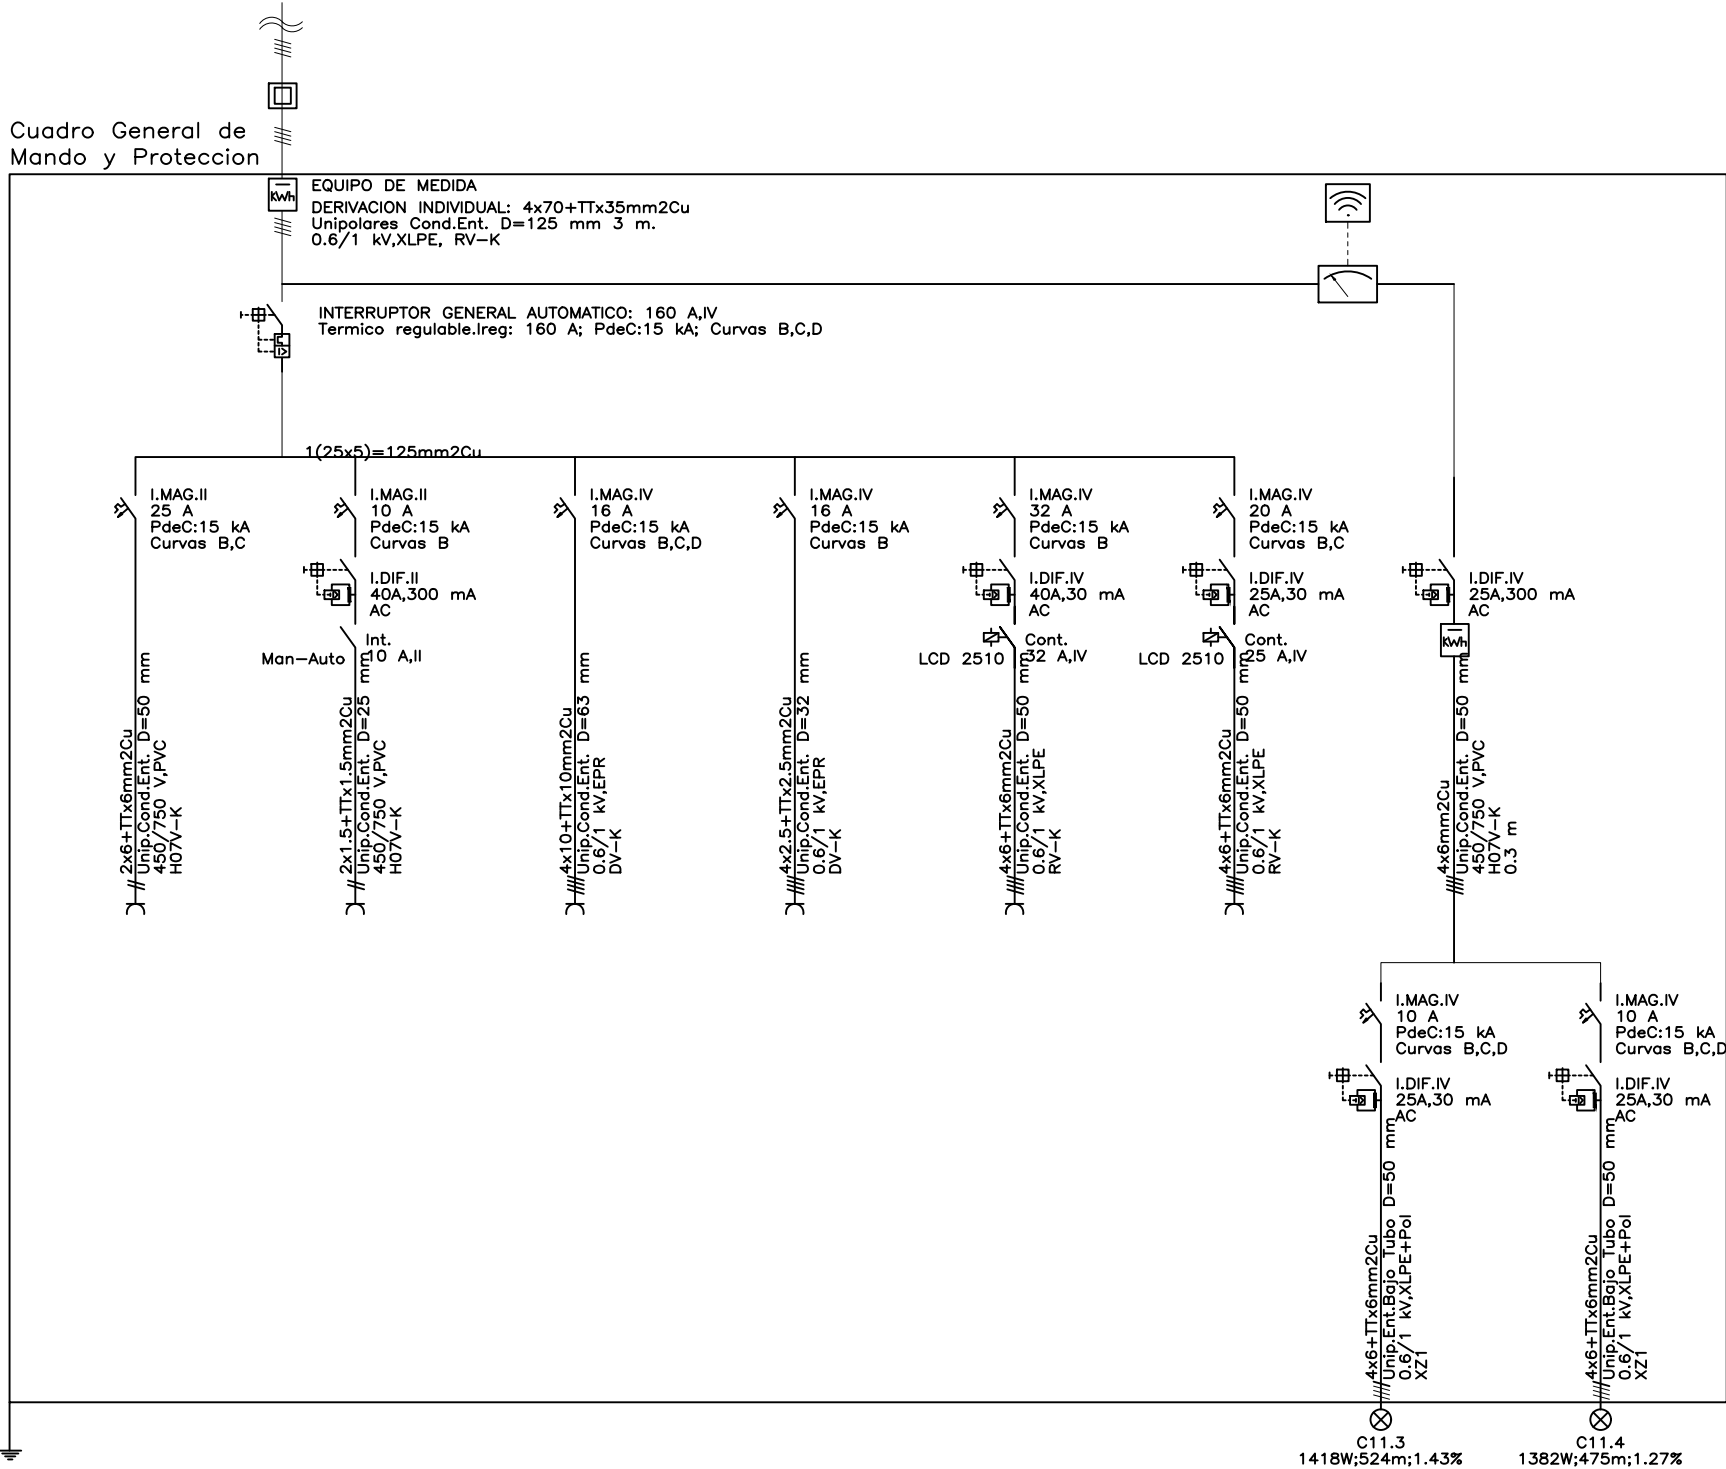 Cuadro General de
Mando y Proteccion
KWh
EQUIPO DE MEDIDA
DERIVACION INDIVIDUAL: 4x70+TTx35mm2Cu
Unipolares Cond.Ent. D=125 mm 3 m.
0.6/1 kV,XLPE, RV-K
INTERRUPTOR GENERAL AUTOMATICO: 160 A,IV
Termico regulable.Ireg: 160 A; PdeC:15 kA; Curvas B,C,D
1(25x5)=125mm2Cu
I.MAG.II
25 A
PdeC:15 kA
Curvas B,C
2x6+TTx6mm2Cu
Unip.Cond.Ent. D=50 mm
450/750 V,PVC
H07V-K
I.MAG.II
10 A
PdeC:15 kA
Curvas B
I.DIF.II
40A,300 mA
AC
Int.
10 A,II
Man-Auto
2x1.5+TTx1.5mm2Cu
Unip.Cond.Ent. D=25 mm
450/750 V,PVC
H07V-K
I.MAG.IV
16 A
PdeC:15 kA
Curvas B,C,D
4x10+TTx10mm2Cu
Unip.Cond.Ent. D=63 mm
0.6/1 kV,EPR
DV-K
I.MAG.IV
16 A
PdeC:15 kA
Curvas B
4x2.5+TTx2.5mm2Cu
Unip.Cond.Ent. D=32 mm
0.6/1 kV,EPR
DV-K
I.MAG.IV
32 A
PdeC:15 kA
Curvas B
I.DIF.IV
40A,30 mA
AC
Cont.
32 A,IV
LCD 2510
4x6+TTx6mm2Cu
Unip.Cond.Ent. D=50 mm
0.6/1 kV,XLPE
RV-K
I.MAG.IV
20 A
PdeC:15 kA
Curvas B,C
I.DIF.IV
25A,30 mA
AC
Cont.
25 A,IV
LCD 2510
4x6+TTx6mm2Cu
Unip.Cond.Ent. D=50 mm
0.6/1 kV,XLPE
RV-K
I.DIF.IV
25A,300 mA
AC
KWh
4x6mm2Cu
Unip.Cond.Ent. D=50 mm
450/750 V,PVC
H07V-K
0.3 m
I.MAG.IV
10 A
PdeC:15 kA
Curvas B,C,D
I.DIF.IV
25A,30 mA
AC
4x6+TTx6mm2Cu
Unip.Ent.Bajo Tubo D=50 mm
0.6/1 kV,XLPE+Pol
XZ1
C11.3
1418W;524m;1.43%
I.MAG.IV
10 A
PdeC:15 kA
Curvas B,C,D
I.DIF.IV
25A,30 mA
AC
4x6+TTx6mm2Cu
Unip.Ent.Bajo Tubo D=50 mm
0.6/1 kV,XLPE+Pol
XZ1
C11.4
1382W;475m;1.27%